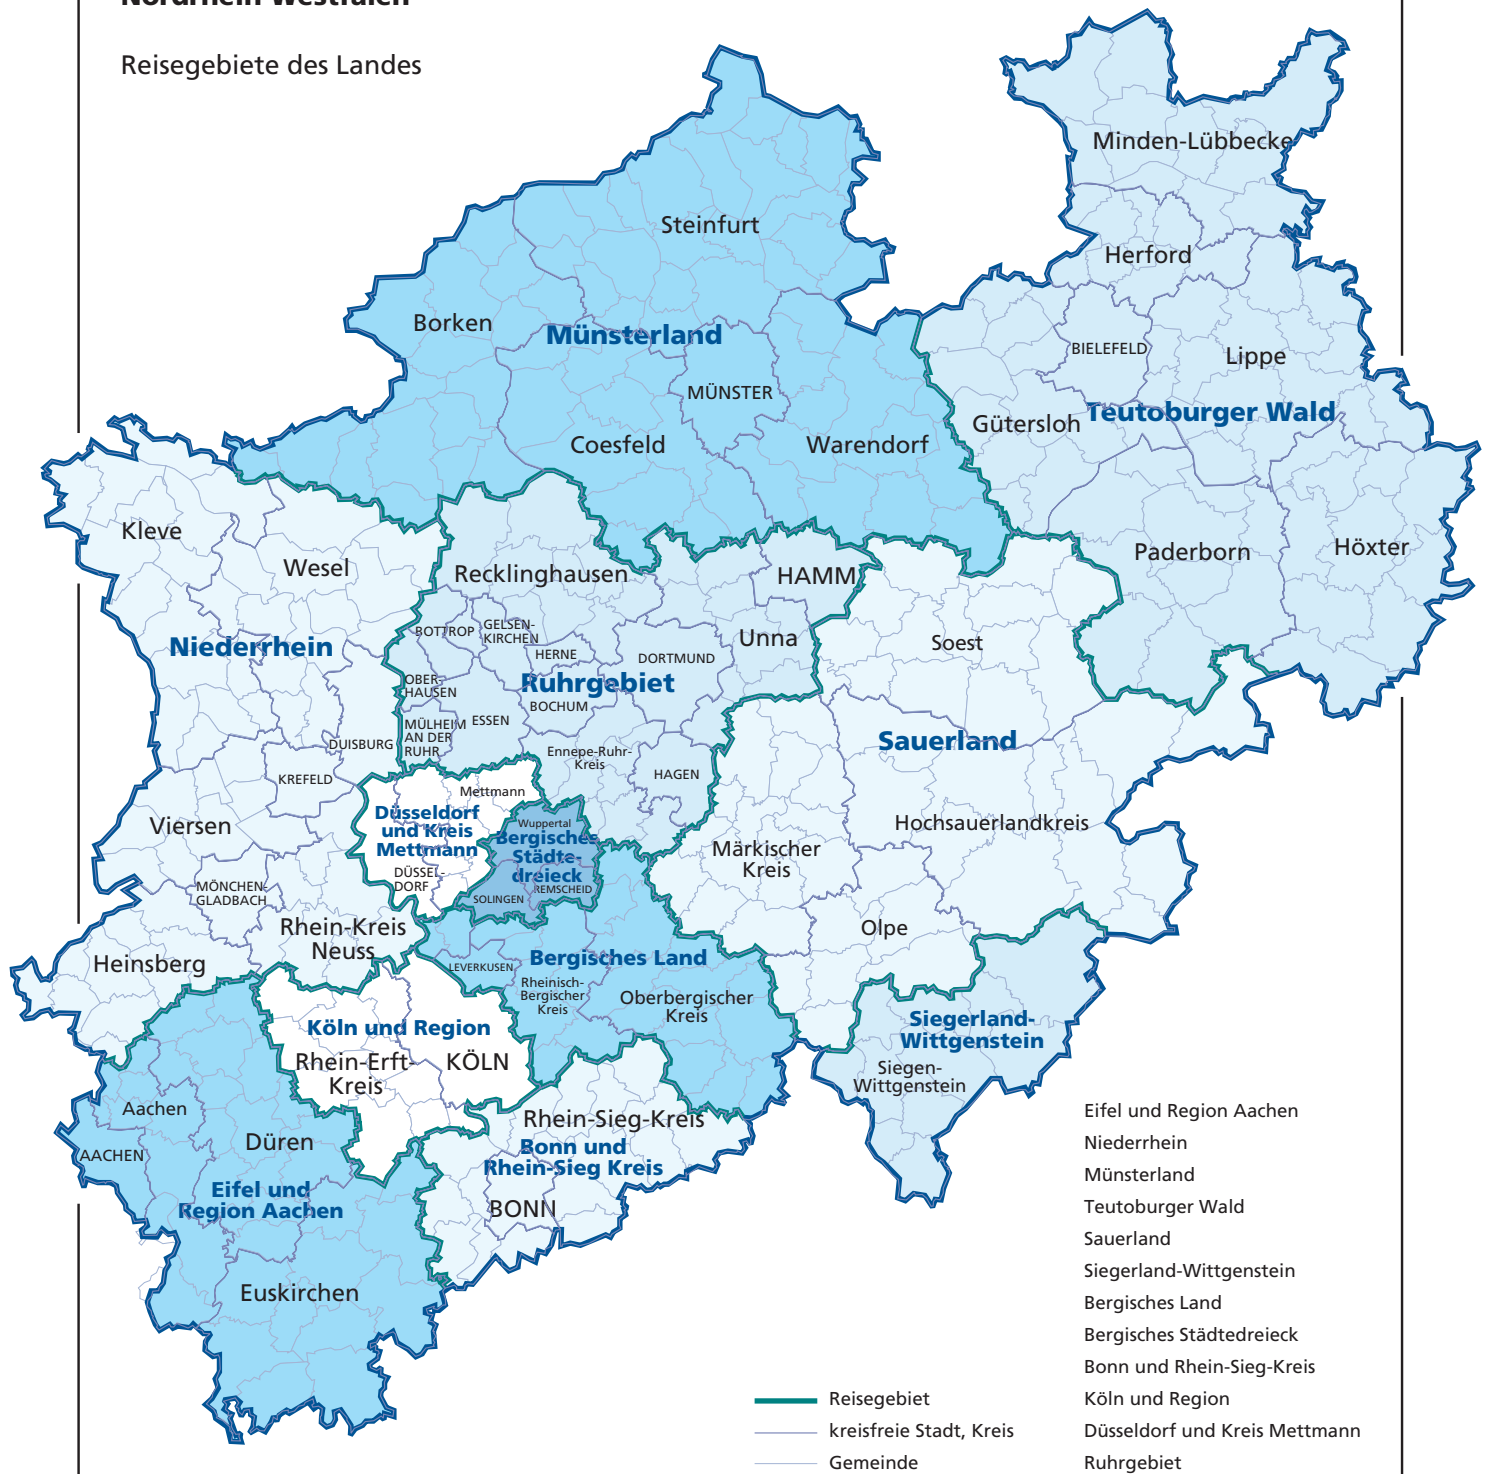 Nordrhein-Westfalen
Reisegebiete des Landes
Minden-Lübbecke
Steinfurt
Herford
Borken
Münsterland
BIELEFELD
Lippe
MÜNSTER
Teutoburger Wald
Gütersloh
Coesfeld
Warendorf
Kleve
Wesel
Recklinghausen
HAMM
Paderborn
Höxter
BOTTROP
GELSEN-
KIRCHEN
Niederrhein
HERNE
DORTMUND
Unna
Soest
OBER-
HAUSEN
Ruhrgebiet
BOCHUM
MÜLHEIM
AN DER
RUHR
ESSEN
DUISBURG
Ennepe-Ruhr-
Kreis
HAGEN
Sauerland
KREFELD
Mettmann
Düsseldorf
und Kreis
Mettmann
Viersen
Wuppertal
Bergisches
Städte-
dreieck
Hochsauerlandkreis
Märkischer
Kreis
DÜSSEL-
DORF
REMSCHEID
SOLINGEN
MÖNCHEN-
GLADBACH
Rhein-Kreis
Neuss
Olpe
Heinsberg
LEVERKUSEN
Bergisches Land
Rheinisch-
Bergischer
Kreis
Oberbergischer
Kreis
Köln und Region
Rhein-Erft-
Kreis
KÖLN
Siegerland-
Wittgenstein
Siegen-
Wittgenstein
Aachen
AACHEN
Düren
Rhein-Sieg-Kreis
Bonn und
Rhein-Sieg Kreis
BONN
Eifel und
Region Aachen
Euskirchen
Eifel und Region Aachen
Niederrhein
Münsterland
Teutoburger Wald
Sauerland
Siegerland-Wittgenstein
Bergisches Land
Bergisches Städtedreieck
Bonn und Rhein-Sieg-Kreis
Reisegebiet
Köln und Region
kreisfreie Stadt, Kreis
Düsseldorf und Kreis Mettmann
Gemeinde
Ruhrgebiet